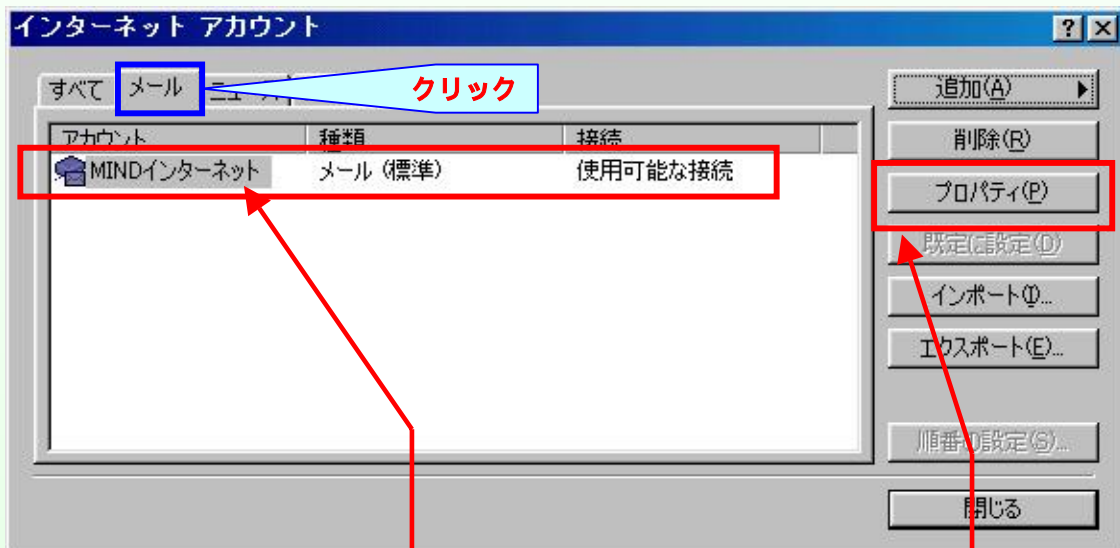 インターネット アカウント
すべて メール ニュース
クリック
アカウント 種類 接続
MINDインターネット メール (標準) 使用可能な接続
追加(A)
削除(R)
プロパティ(P)
既定に設定(D)
インポート(I)...
エクスポート(E)...
順番の設定(S)...
閉じる